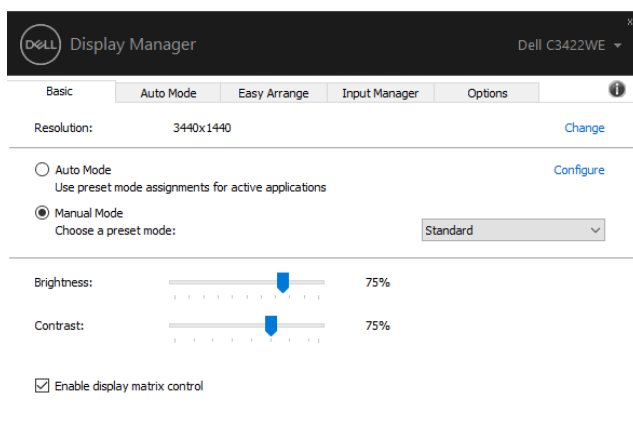 DELL Display Manager Dell C3422WE
Basic Auto Mode Easy Arrange Input Manager Options
Resolution: 3440x1440 Change
Auto Mode Configure
Use preset mode assignments for active applications
Manual Mode
Choose a preset mode: Standard
Brightness: 75%
Contrast: 75%
Enable display matrix control